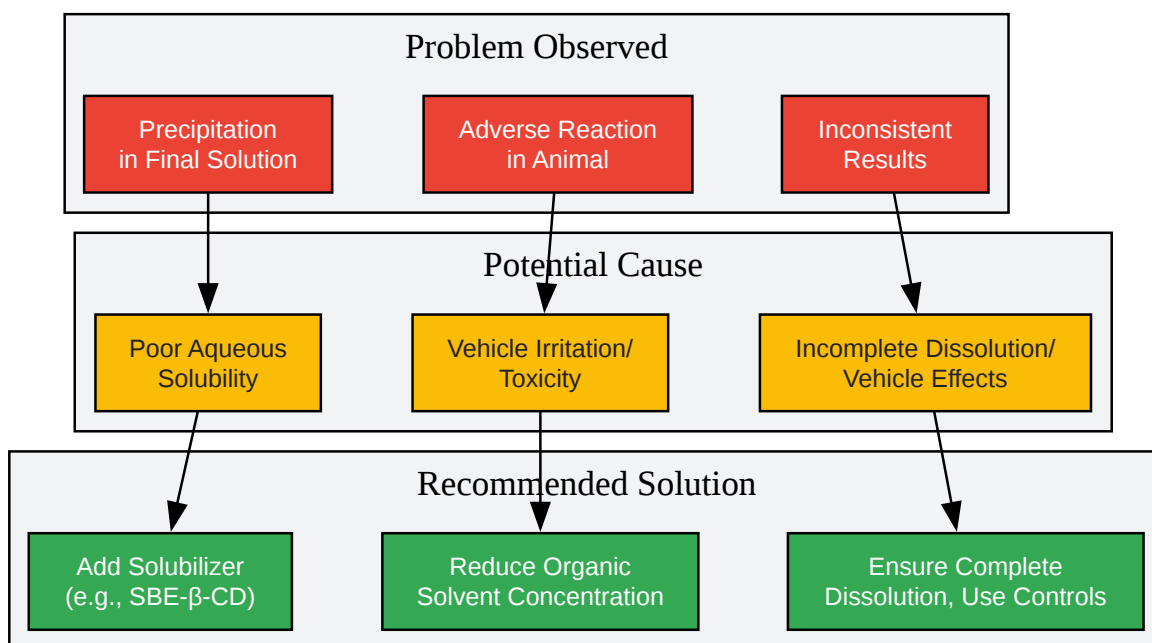 Problem Observed
Precipitation
in Final Solution
Adverse Reaction
in Animal
Inconsistent
Results
Potential Cause
Poor Aqueous
Solubility
Vehicle Irritation/
Toxicity
Incomplete Dissolution/
Vehicle Effects
Recommended Solution
Add Solubilizer
(e.g., SBE-β-CD)
Reduce Organic
Solvent Concentration
Ensure Complete
Dissolution, Use Controls